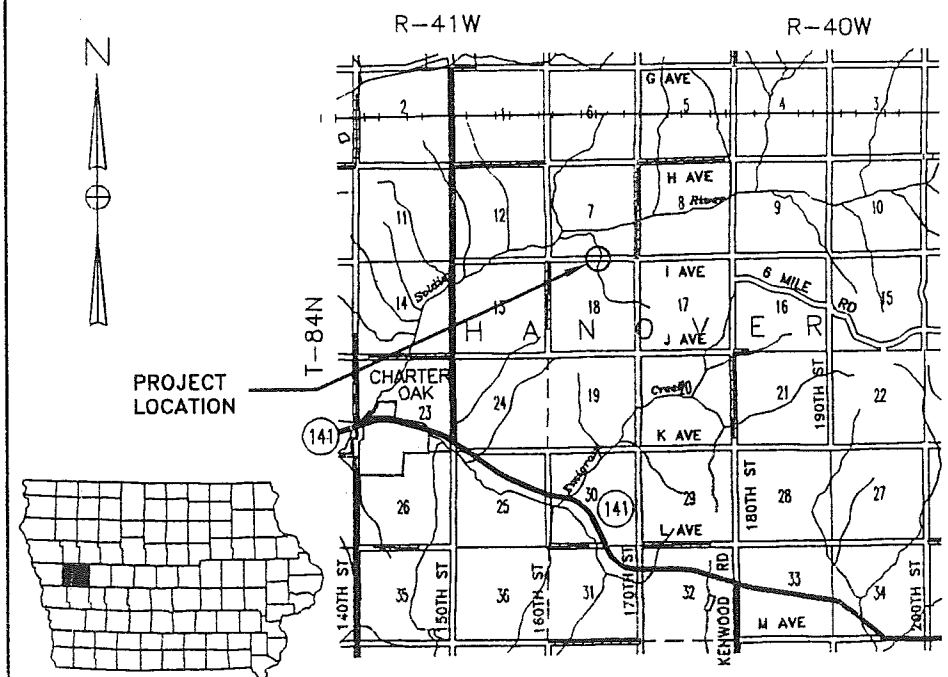 R-41W R-40W
N
G AVE
2 1 6 5 4 3
D
H AVE
11 12 7 8 River 9 10
I AVE 6 MILE RD
Soldier
14 13 18 17 16 15
T-84N
HANOVER
J AVE
PROJECT LOCATION
CHARTER OAK
23 24 19 Creek 21 190TH ST 22
141
K AVE
26 25 30 29 28 27
141
180TH ST
L AVE
140TH ST 35 150TH ST 36 160TH ST 31 170TH ST 32 KENWOOD RD 33 34 200TH ST
M AVE